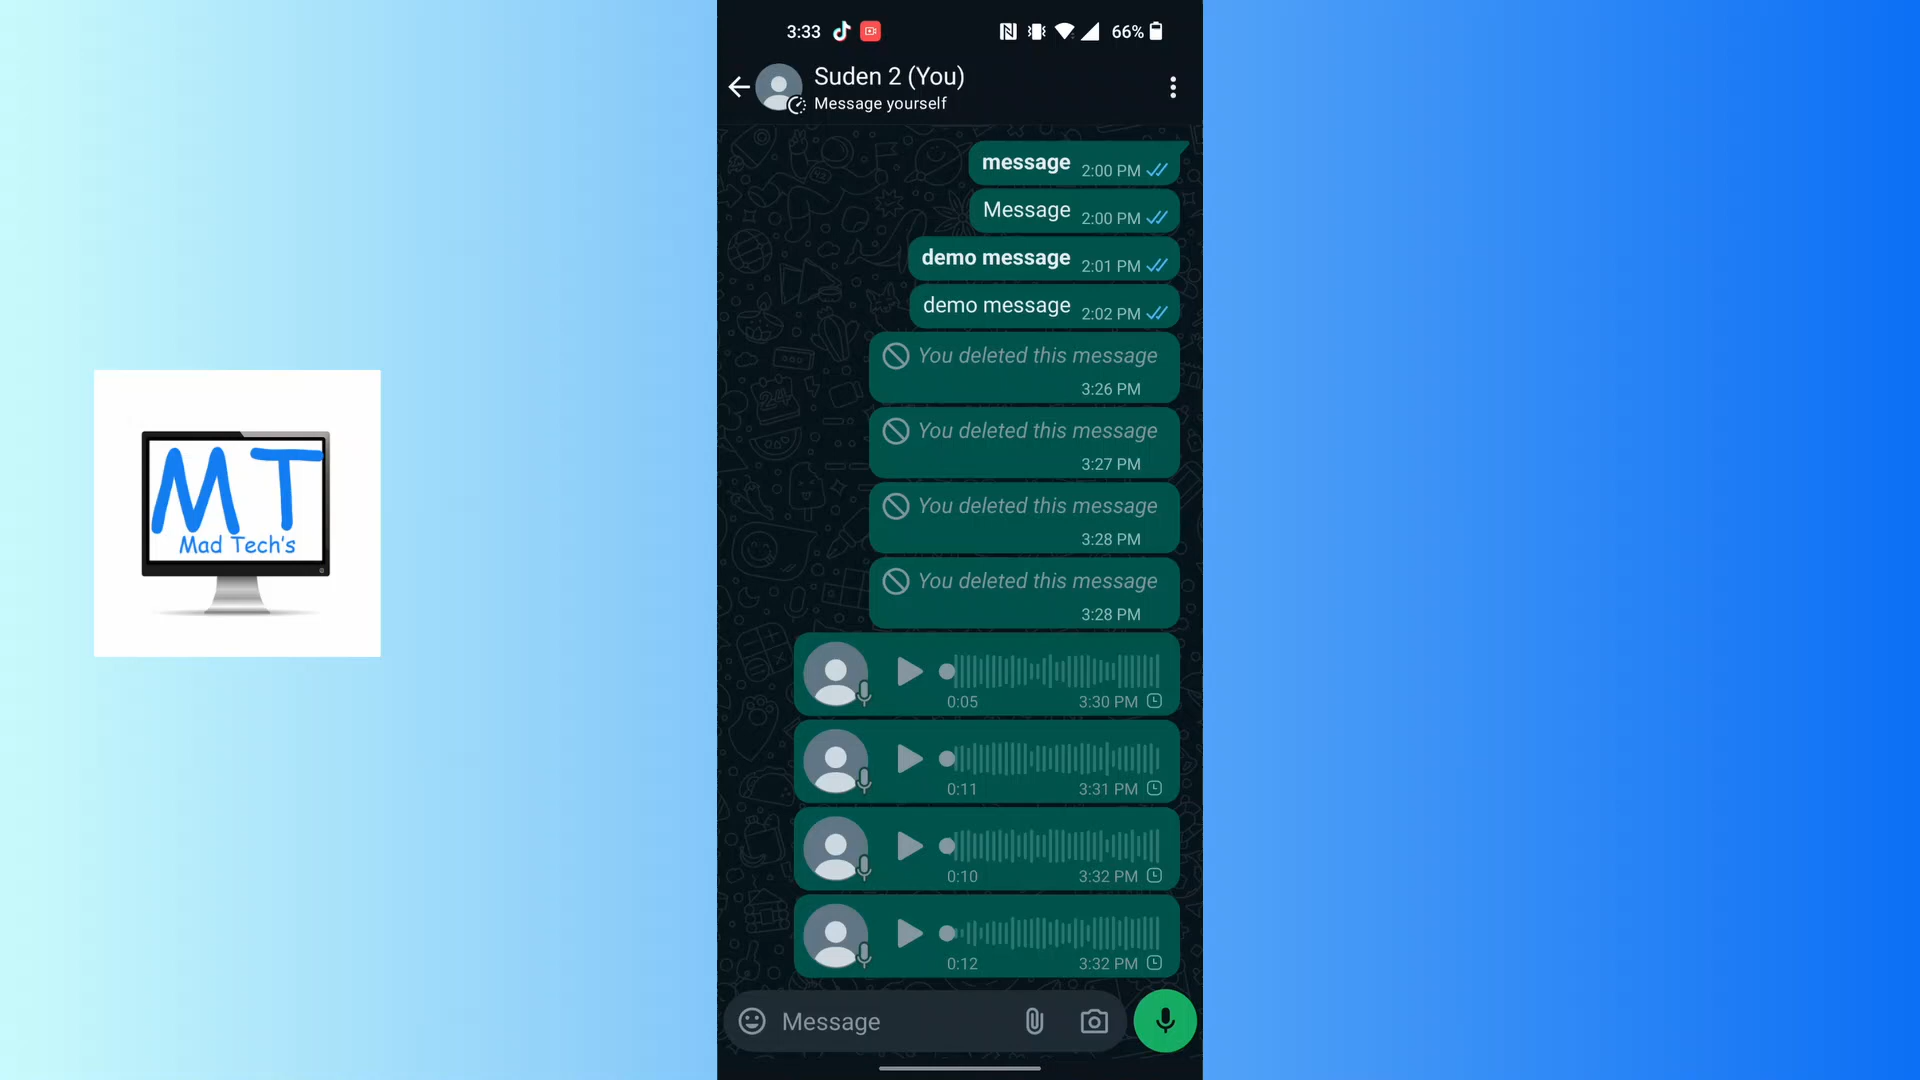 3:33
66%
Suden 2 (You)
Message yourself
message 2:00 PM
Message 2:00 PM
demo message 2:01 PM
demo message 2:02 PM
You deleted this message
3:26 PM
You deleted this message
3:27 PM
You deleted this message
3:28 PM
You deleted this message
3:28 PM
0:05 3:30 PM
0:11 3:31 PM
0:10 3:32 PM
0:12 3:32 PM
Message
MT
Mad Tech's